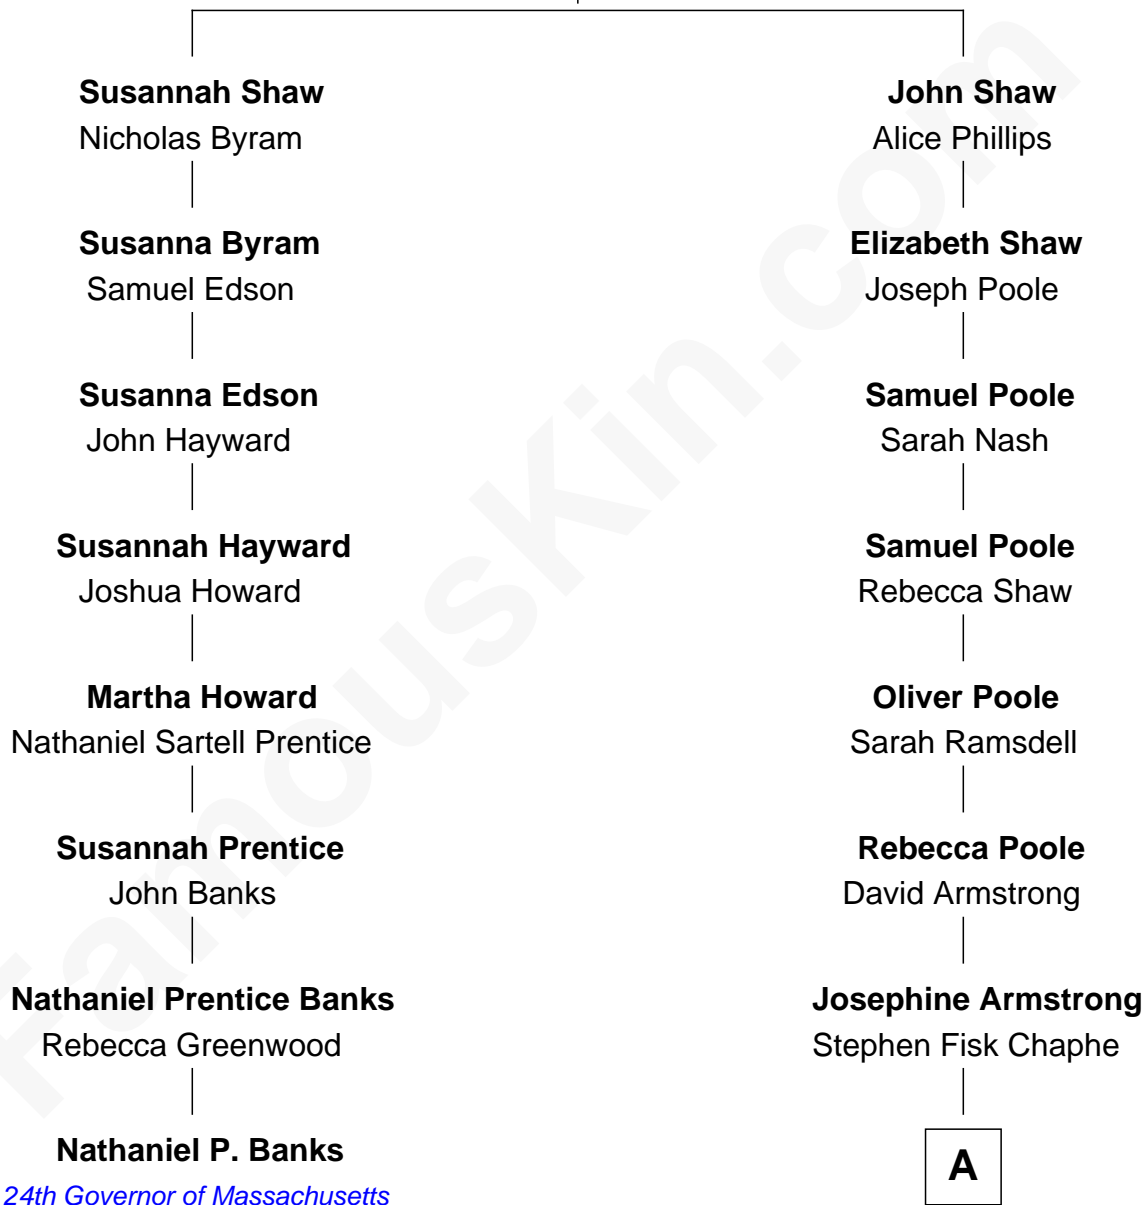 Susannah Shaw
Nicholas Byram
Susanna Byram
Samuel Edson
Susanna Edson
John Hayward
Susannah Hayward
Joshua Howard
Martha Howard
Nathaniel Sartell Prentice
Susannah Prentice
John Banks
Nathaniel Prentice Banks
Rebecca Greenwood
Nathaniel P. Banks
24th Governor of Massachusetts
John Shaw
Alice Phillips
Elizabeth Shaw
Joseph Poole
Samuel Poole
Sarah Nash
Samuel Poole
Rebecca Shaw
Oliver Poole
Sarah Ramsdell
Rebecca Poole
David Armstrong
Josephine Armstrong
Stephen Fisk Chaphe
A
FamousKin.com